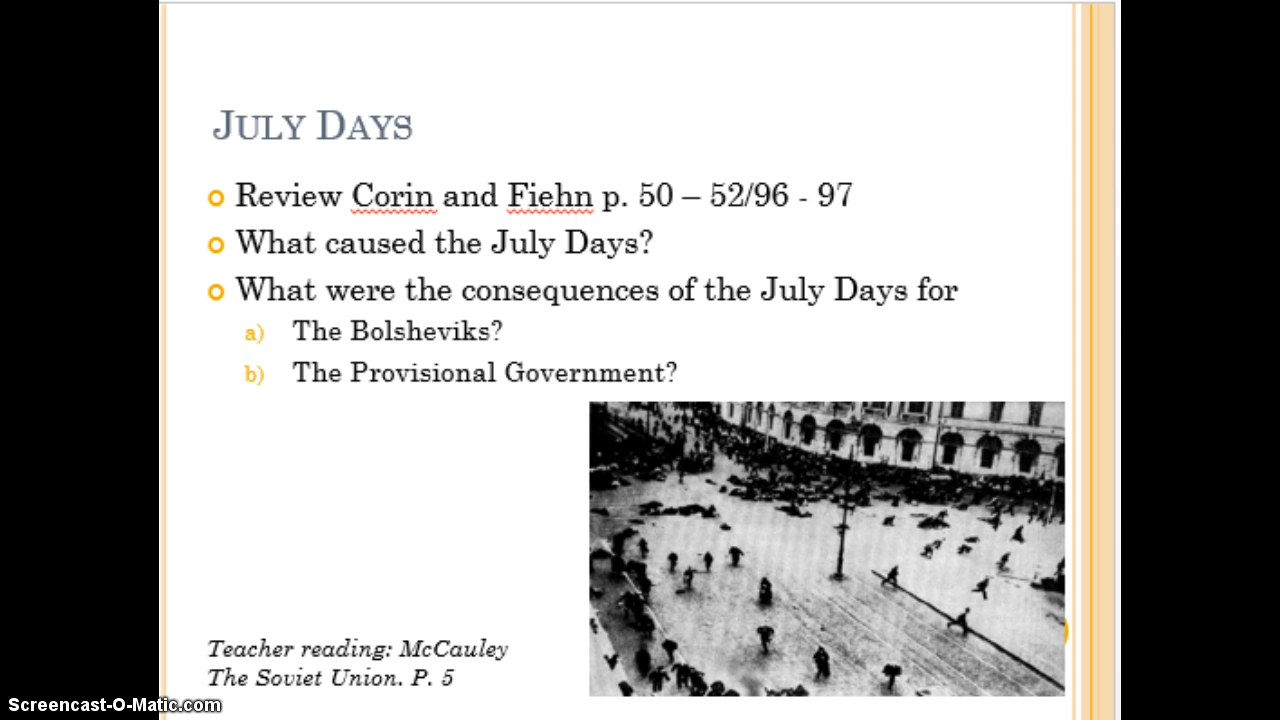 July Days
Review Corin and Fiehn p. 50 – 52/96 - 97
What caused the July Days?
What were the consequences of the July Days for
a) The Bolsheviks?
b) The Provisional Government?
Teacher reading: McCauley
The Soviet Union. P. 5
Screencast-O-Matic.com